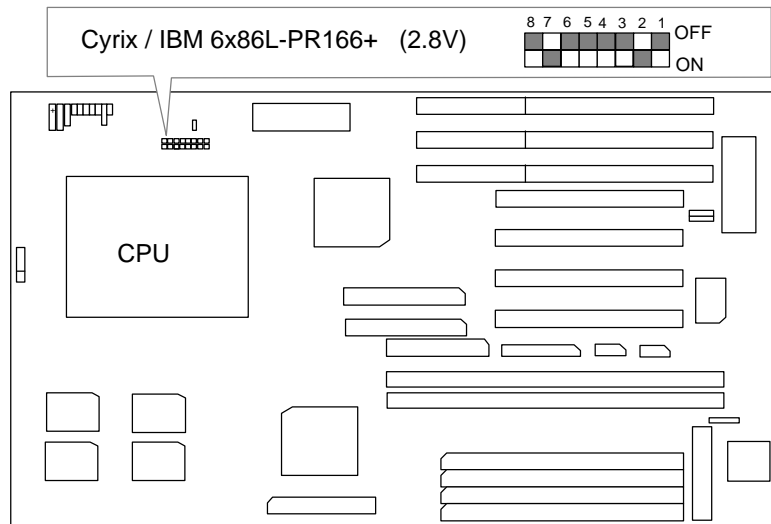 Cyrix / IBM 6x86L-PR166+ (2.8V)
8 7 6 5 4 3 2 1
OFF
ON
CPU